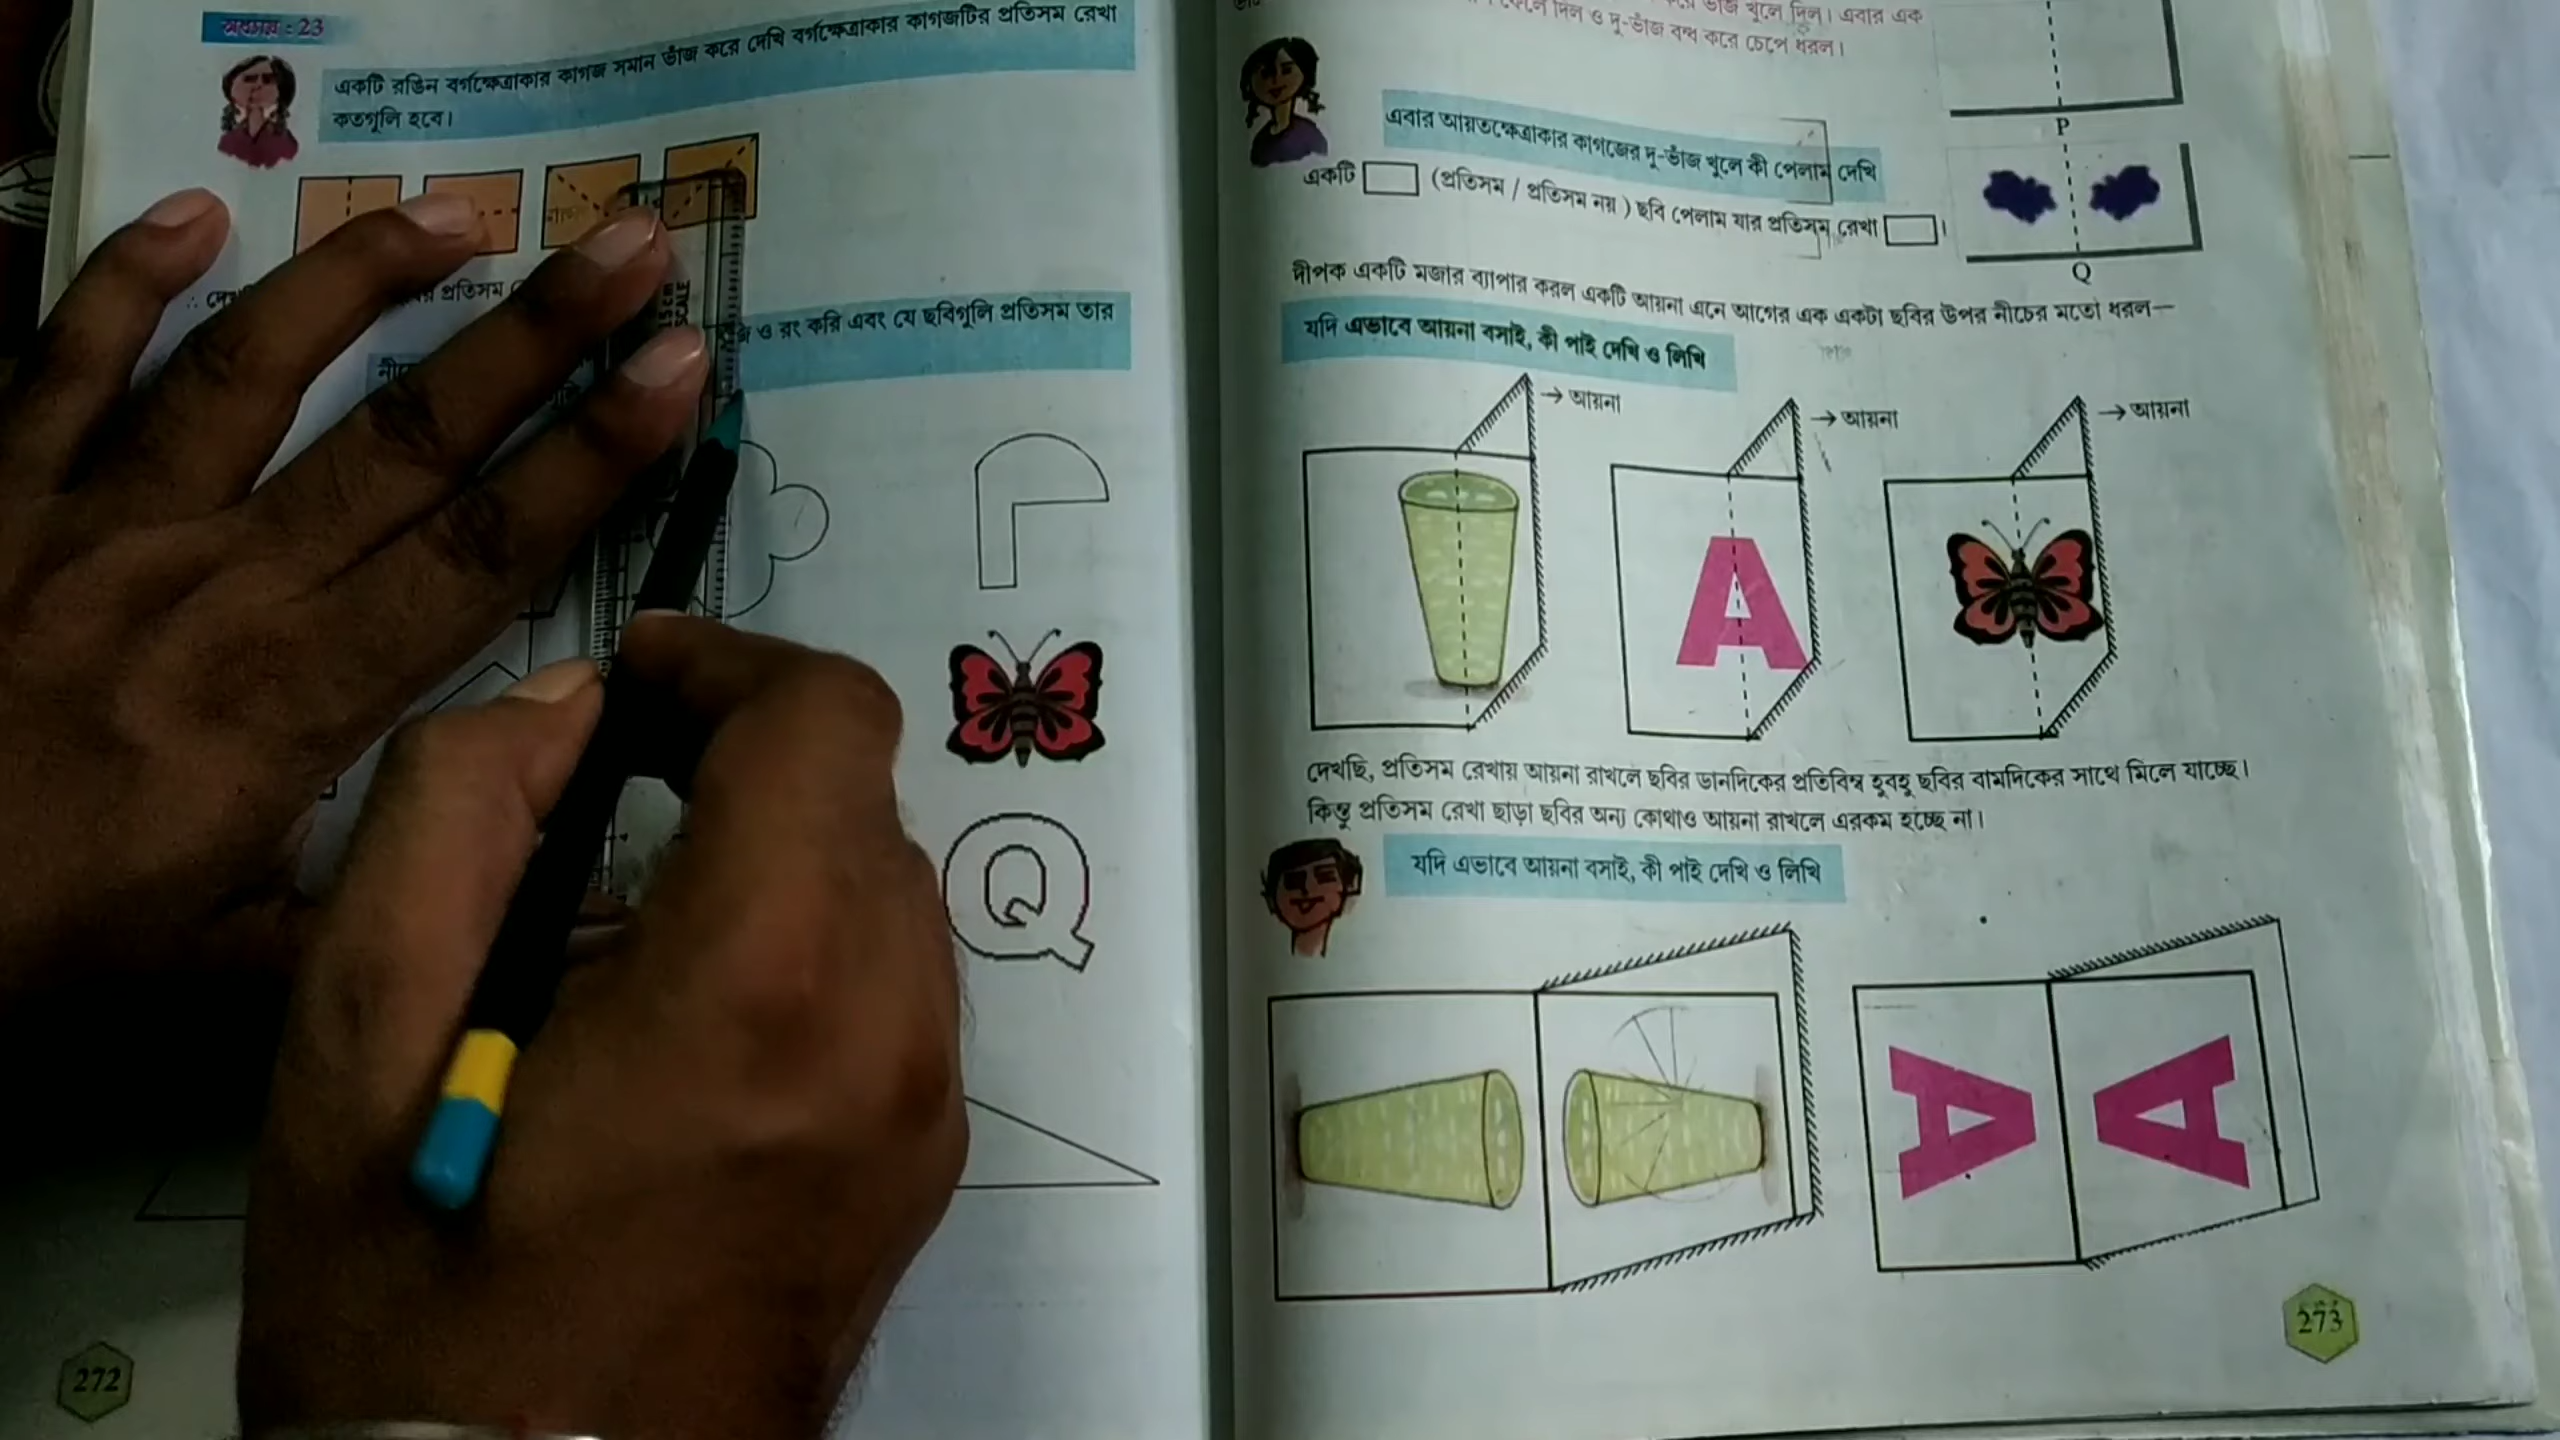 অধ্যায় : 23
একটি রঙিন বর্গক্ষেত্রাকার কাগজ সমান ভাঁজ করে দেখি বর্গক্ষেত্রাকার কাগজটির প্রতিসম রেখা
কতগুলি হবে।
প্রতিসম
15 cm
SCALE
ও রং করি এবং যে ছবিগুলি প্রতিসম তার
272
ভাঁজ খুলে দিল। এবার এক
দিল ও দু-ভাঁজ বন্ধ করে চেপে ধরল।
P
এবার আয়তক্ষেত্রাকার কাগজের দু-ভাঁজ খুলে কী পেলাম দেখি
একটি (প্রতিসম / প্রতিসম নয় ) ছবি পেলাম যার প্রতিসম রেখা ।
Q
দীপক একটি মজার ব্যাপার করল একটি আয়না এনে আগের এক একটা ছবির উপর নীচের মতো ধরল—
যদি এভাবে আয়না বসাই, কী পাই দেখি ও লিখি
→ আয়না → আয়না → আয়না
A
দেখছি, প্রতিসম রেখায় আয়না রাখলে ছবির ডানদিকের প্রতিবিম্ব হুবহু ছবির বামদিকের সাথে মিলে যাচ্ছে।
কিন্তু প্রতিসম রেখা ছাড়া ছবির অন্য কোথাও আয়না রাখলে এরকম হচ্ছে না।
Q
যদি এভাবে আয়না বসাই, কী পাই দেখি ও লিখি
A A
273